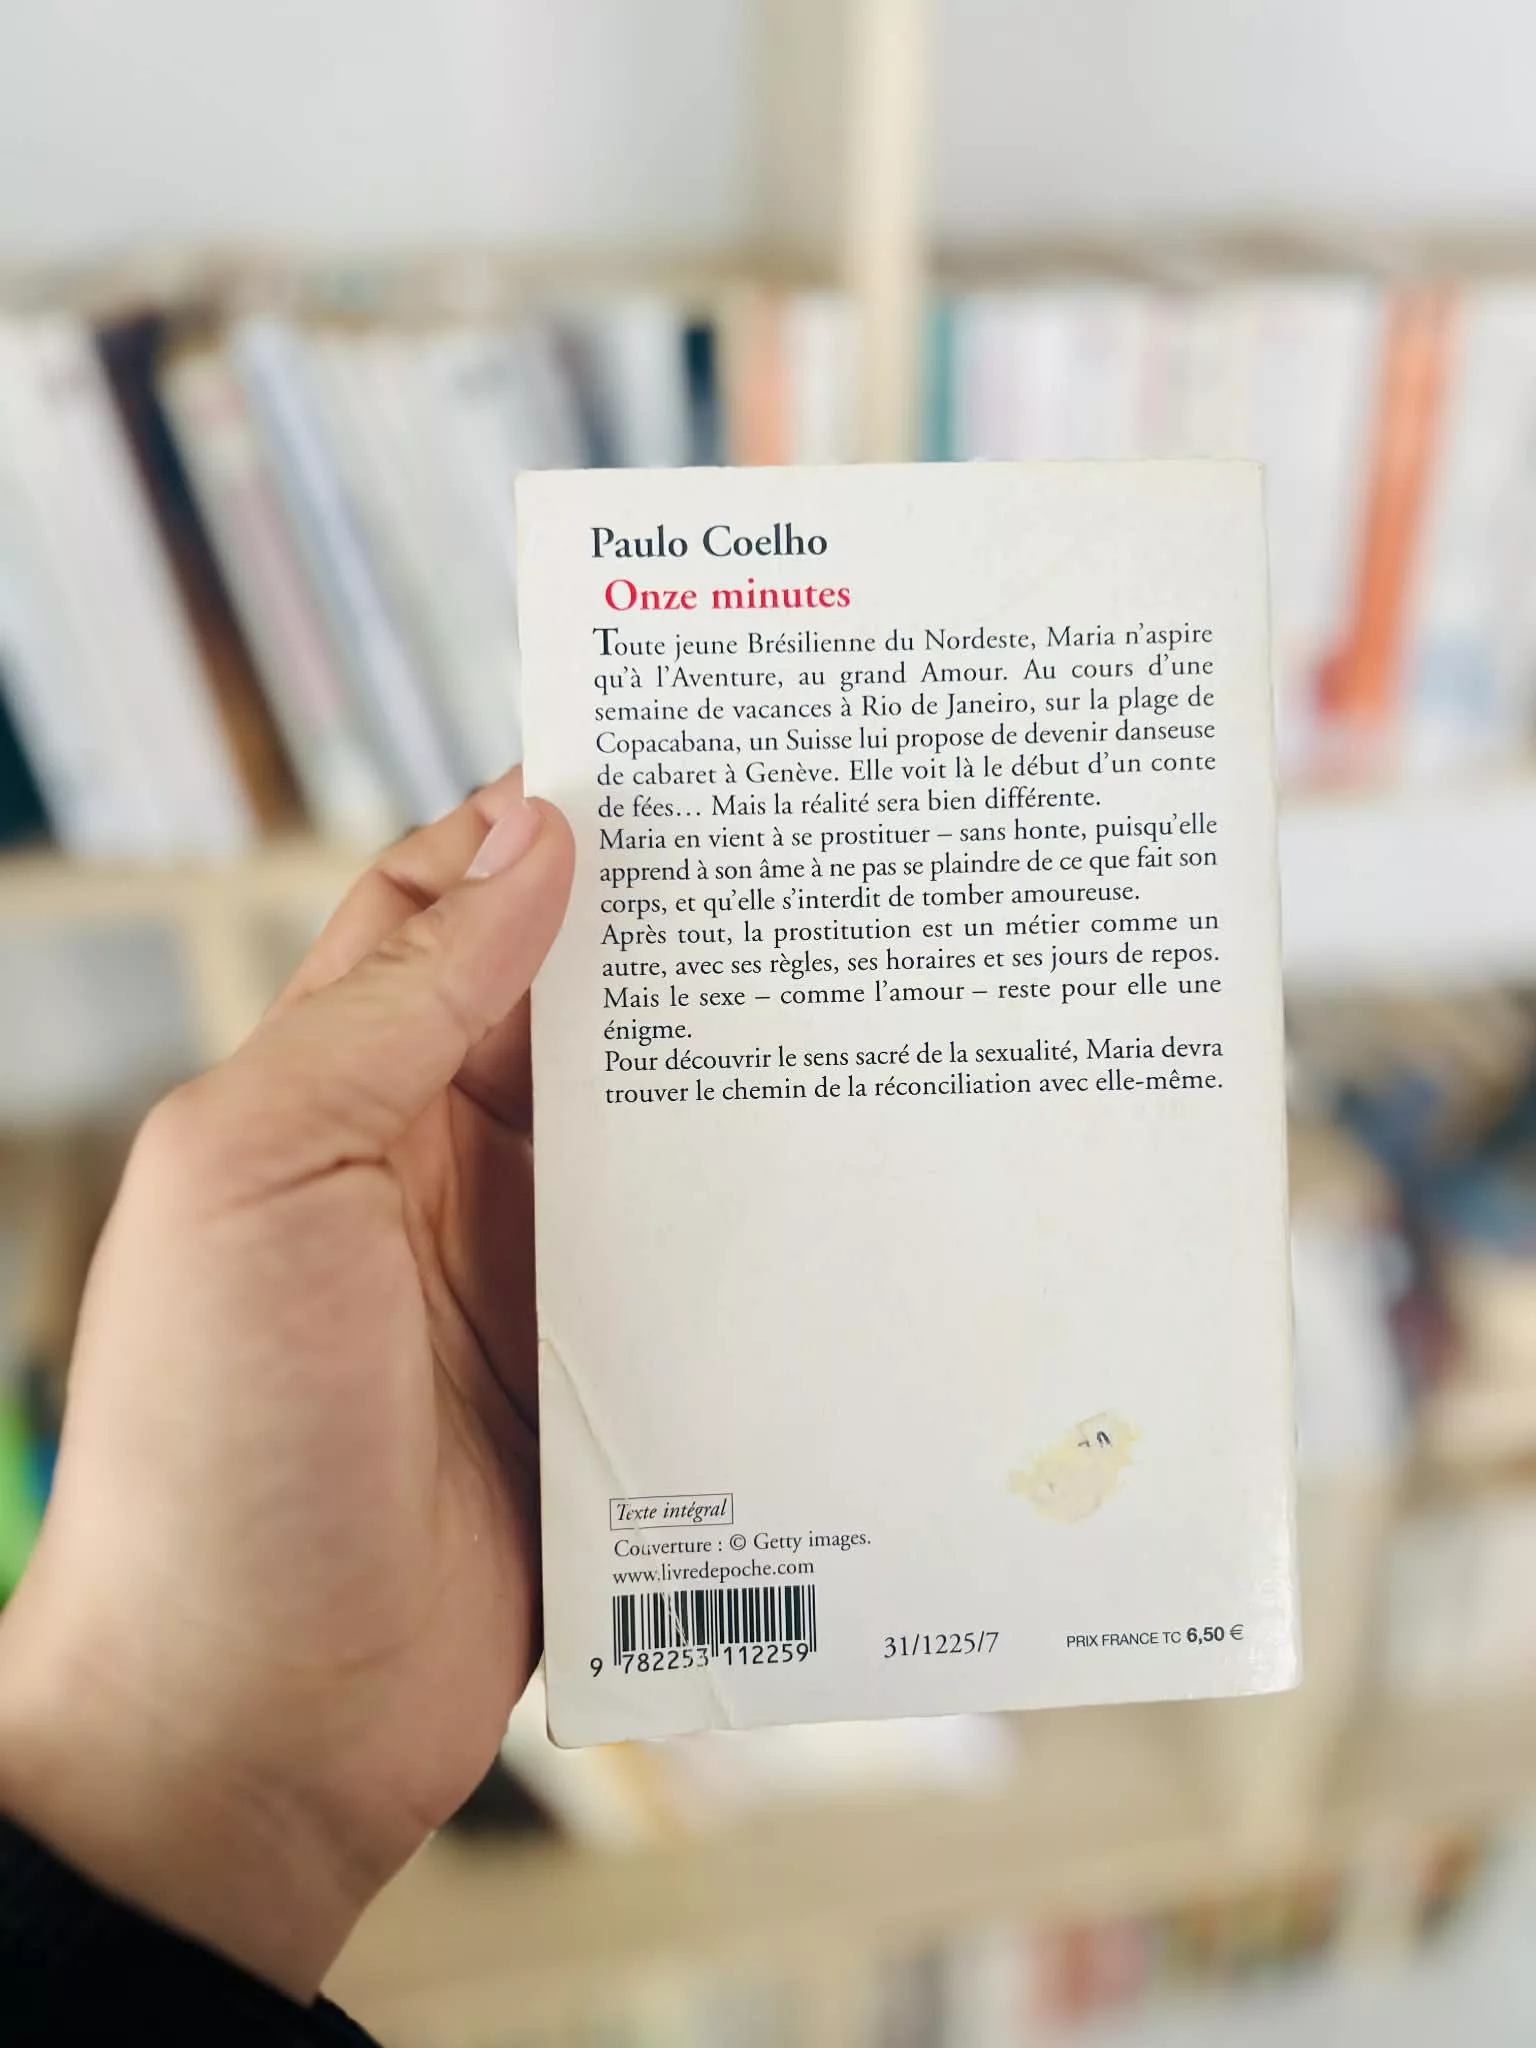 Paulo Coelho
Onze minutes
Toute jeune Brésilienne du Nordeste, Maria n'aspire
qu'à l'Aventure, au grand Amour. Au cours d'une
semaine de vacances à Rio de Janeiro, sur la plage de
Copacabana, un Suisse lui propose de devenir danseuse
de cabaret à Genève. Elle voit là le début d'un conte
de fées... Mais la réalité sera bien différente.
Maria en vient à se prostituer – sans honte, puisqu'elle
apprend à son âme à ne pas se plaindre de ce que fait son
corps, et qu'elle s'interdit de tomber amoureuse.
Après tout, la prostitution est un métier comme un
autre, avec ses règles, ses horaires et ses jours de repos.
Mais le sexe – comme l'amour – reste pour elle une
énigme.
Pour découvrir le sens sacré de la sexualité, Maria devra
trouver le chemin de la réconciliation avec elle-même.
Texte intégral
Couverture : © Getty images.
www.livredepoche.com
9 782253 112259
31/1225/7
PRIX FRANCE TC 6,50 €